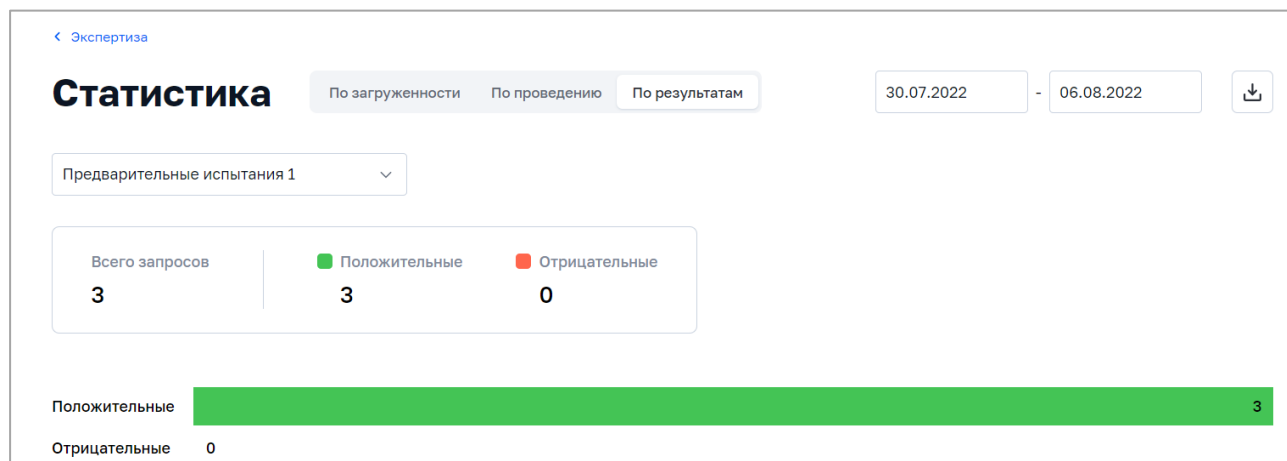 Экспертиза
Статистика По загруженности По проведению По результатам 30.07.2022 - 06.08.2022
Предварительные испытания 1
Всего запросов Положительные Отрицательные
3 3 0
Положительные 3
Отрицательные 0